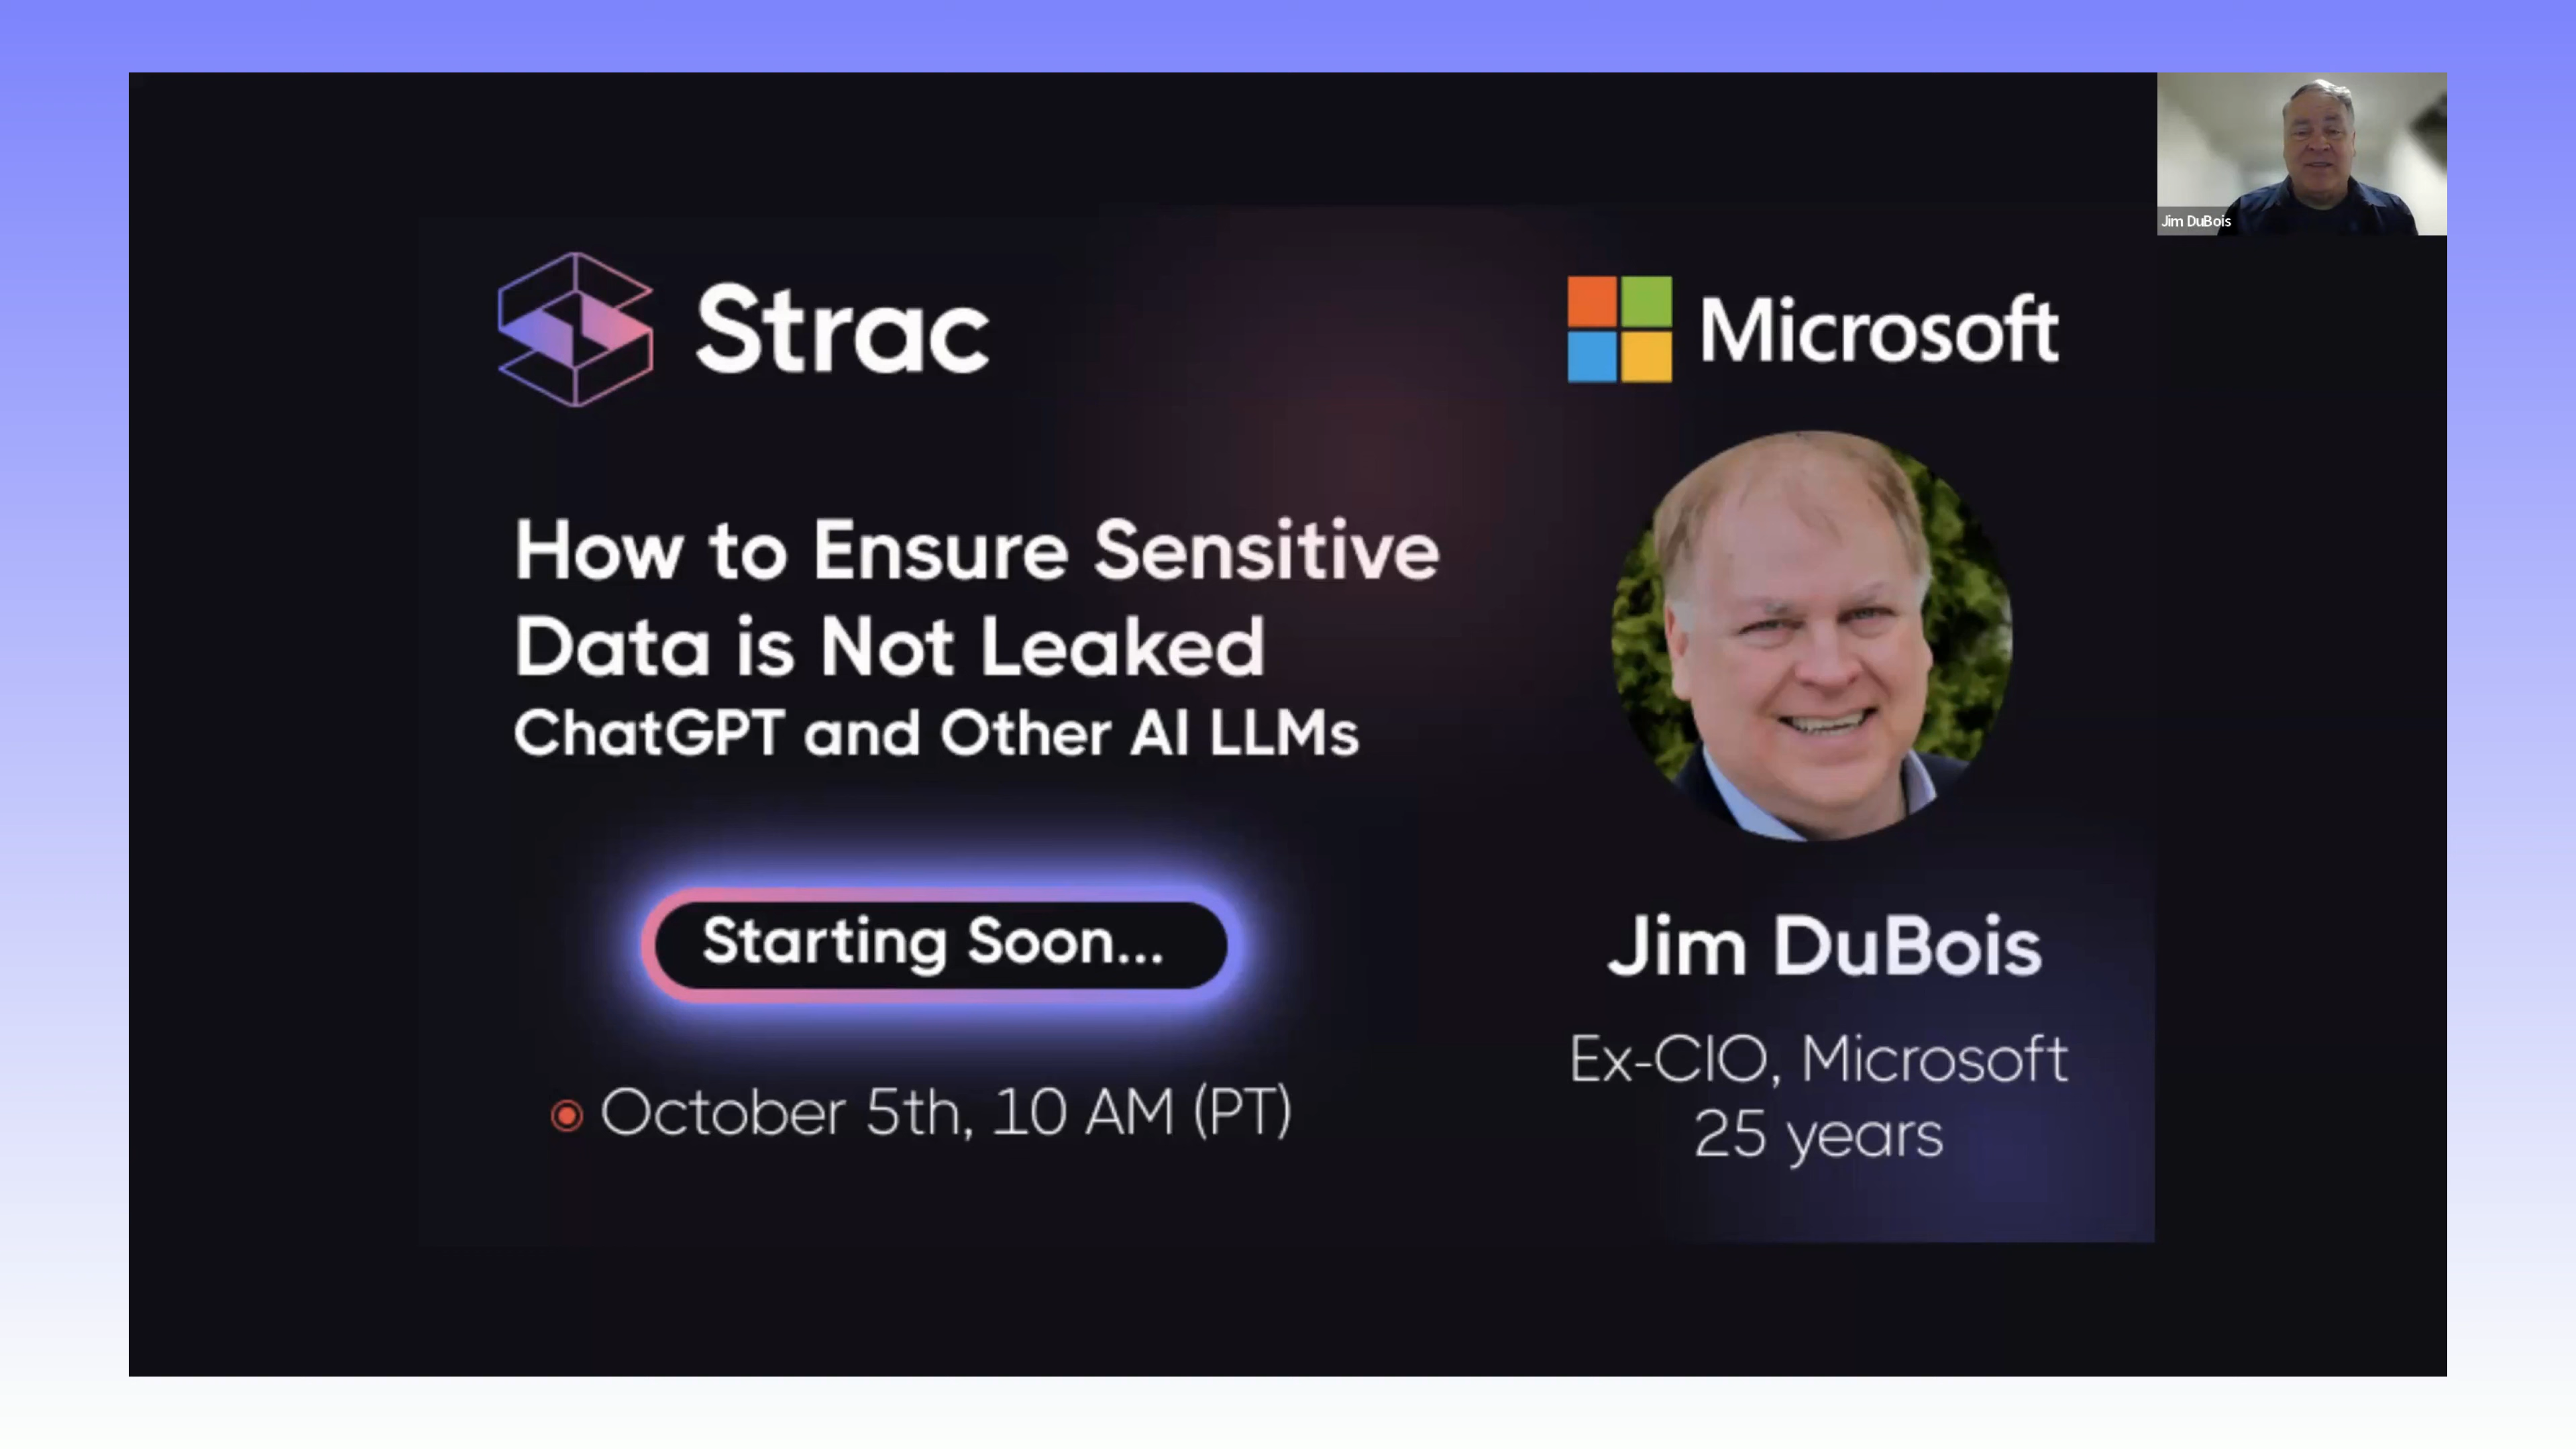 Jim DuBois
Strac
Microsoft
How to Ensure Sensitive
Data is Not Leaked
ChatGPT and Other AI LLMs
Starting Soon...
October 5th, 10 AM (PT)
Jim DuBois
Ex-CIO, Microsoft
25 years